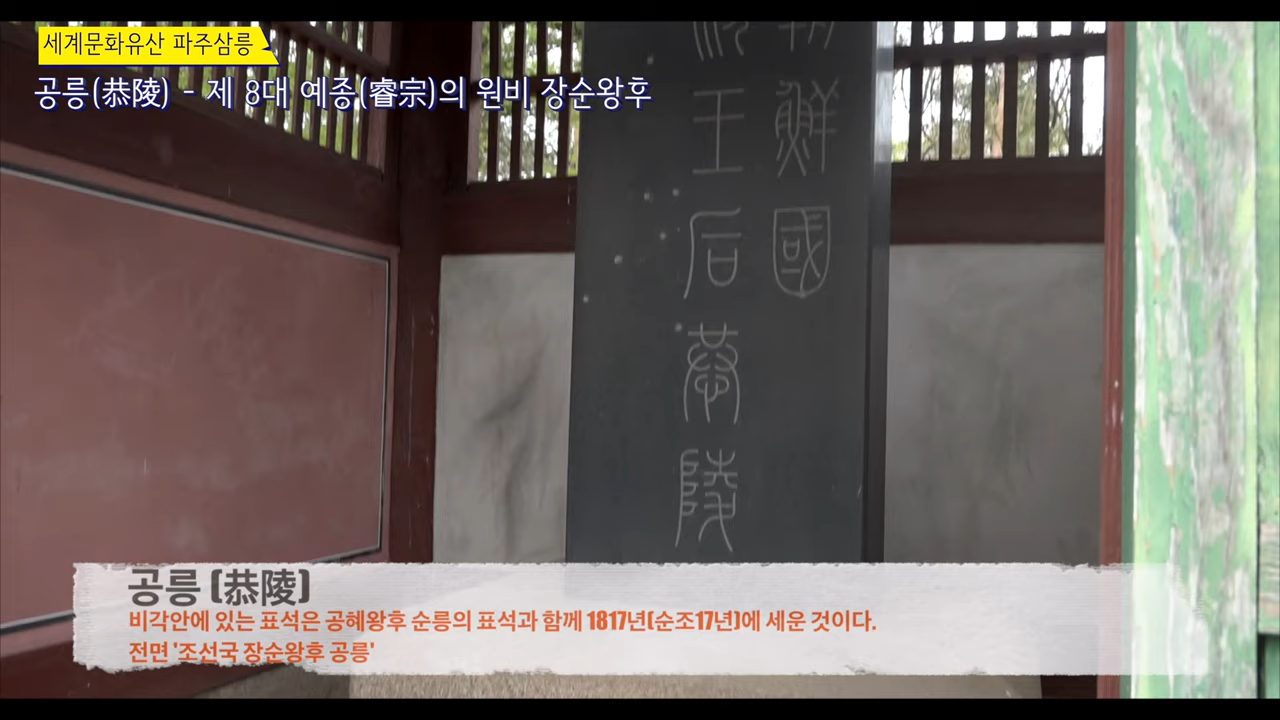 세계문화유산 파주삼릉
공릉(恭陵) - 제 8대 예종(睿宗)의 원비 장순왕후
鮮國
王后恭陵
공릉 (恭陵)
비각안에 있는 표석은 공혜왕후 순릉의 표석과 함께 1817년(순조17년)에 세운 것이다.
전면 '조선국 장순왕후 공릉'